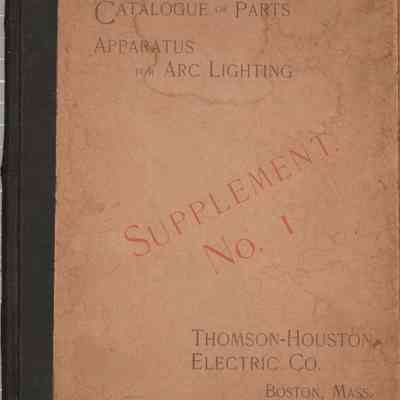 Catalogue of Parts
Apparatus
for Arc Lighting
Supplement.
No. 1
Thomson-Houston
Electric Co.
Boston, Mass.